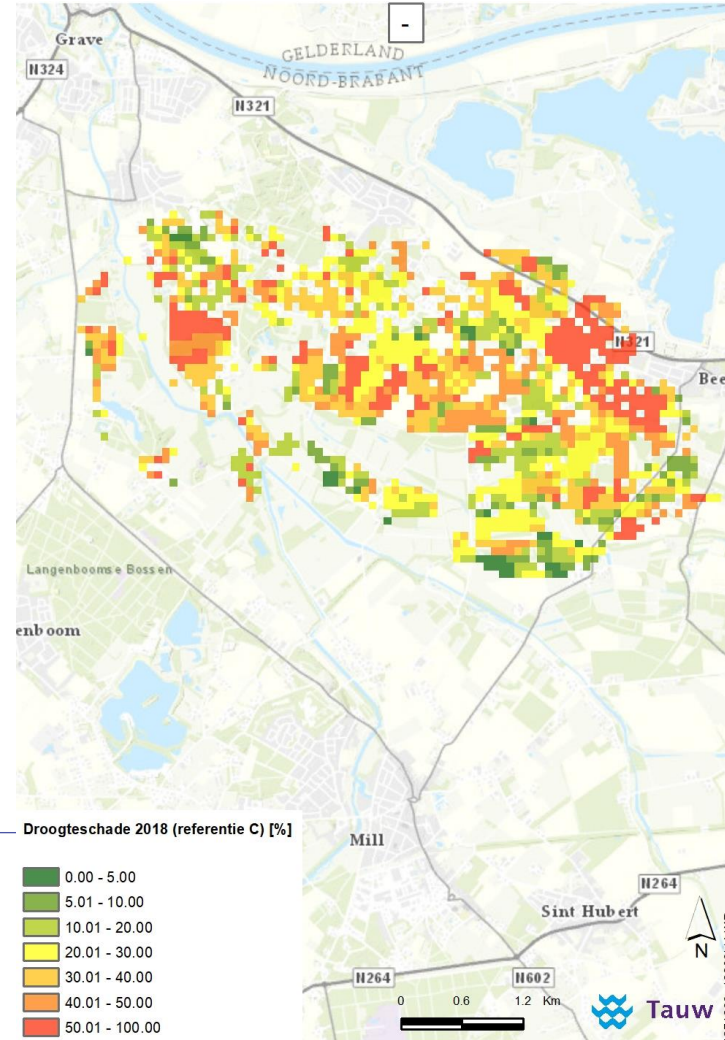 -
Grave
GELDERLAND
NOORD-BRABANT
N324
N321
N321
Bee
Langenboomse Bossen
enboom
Droogteschade 2018 (referentie C) [%]
0.00 - 5.00
5.01 - 10.00
10.01 - 20.00
20.01 - 30.00
30.01 - 40.00
40.01 - 50.00
50.01 - 100.00
Mill
N264
Sint Hubert
N264
N602
N
0 0.6 1.2 Km
Tauw